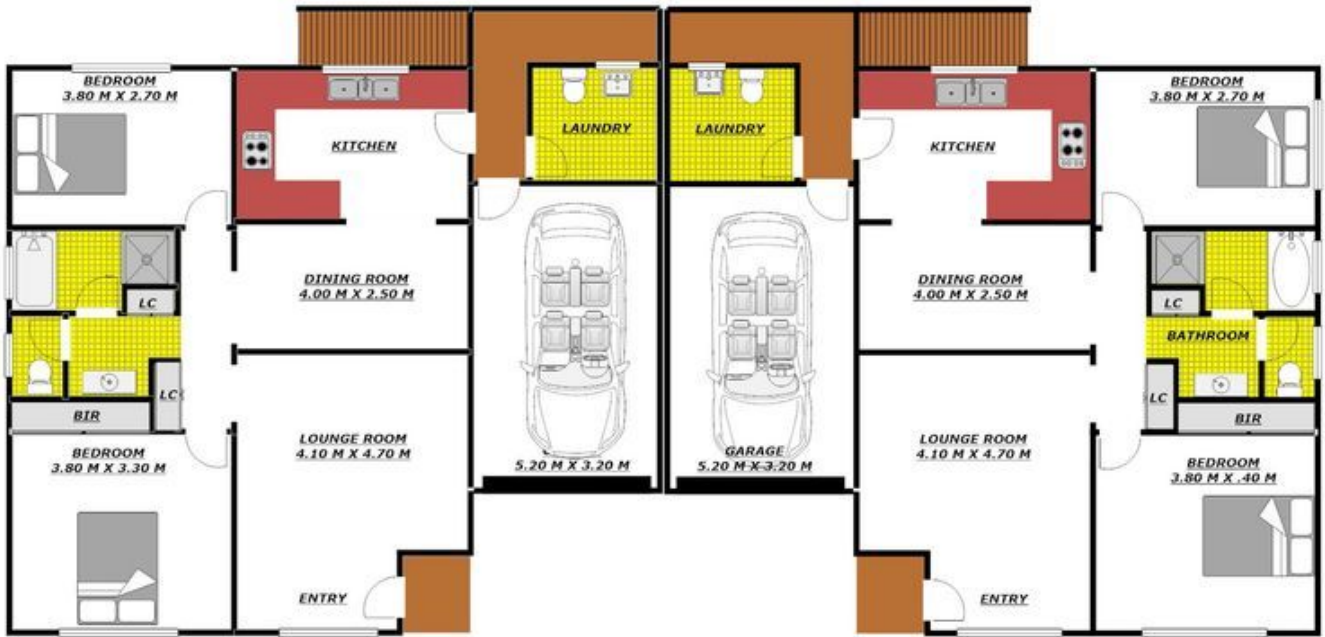 BEDROOM
3.80 M X 2.70 M
KITCHEN
LAUNDRY
LAUNDRY
KITCHEN
BEDROOM
3.80 M X 2.70 M
DINING ROOM
4.00 M X 2.50 M
LC
LC
BIR
DINING ROOM
4.00 M X 2.50 M
LC
BATHROOM
LC
BIR
BEDROOM
3.80 M X 3.30 M
LOUNGE ROOM
4.10 M X 4.70 M
5.20 M X 3.20 M
GARAGE
5.20 M X 3.20 M
LOUNGE ROOM
4.10 M X 4.70 M
BEDROOM
3.80 M X .40 M
ENTRY
ENTRY